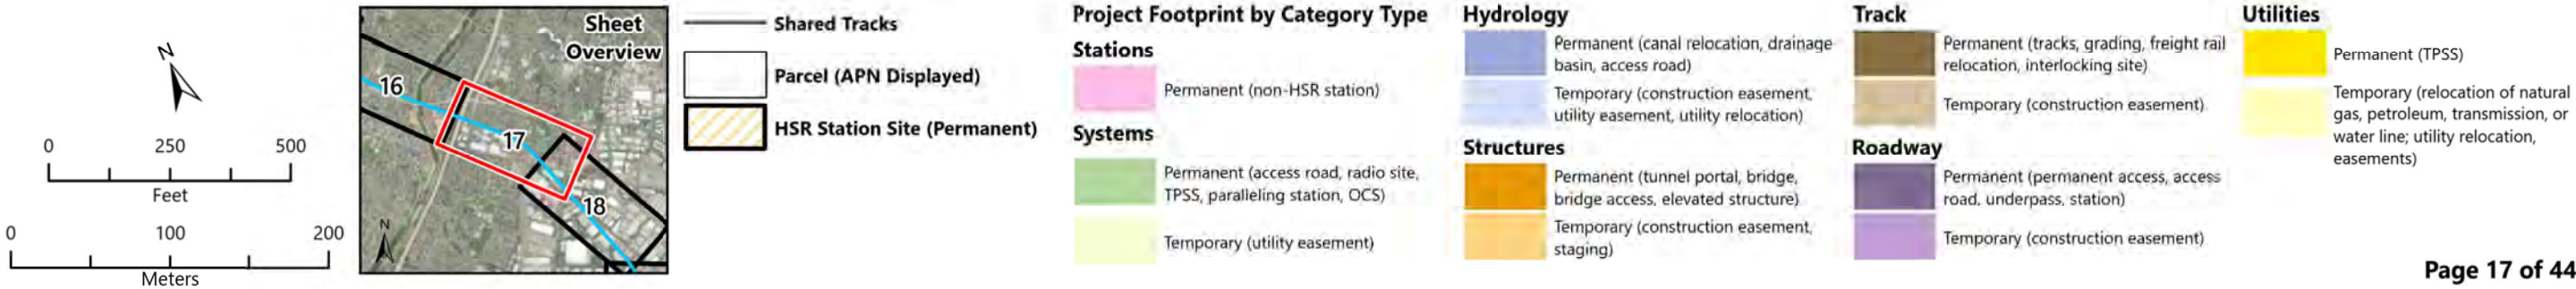 N
0 250 500
Feet
0 100 200
Meters
Sheet
Overview
16
17
18
N
Shared Tracks
Parcel (APN Displayed)
HSR Station Site (Permanent)
Project Footprint by Category Type
Stations
Permanent (non-HSR station)
Systems
Permanent (access road, radio site,
TPSS, paralleling station, OCS)
Temporary (utility easement)
Hydrology
Permanent (canal relocation, drainage
basin, access road)
Temporary (construction easement,
utility easement, utility relocation)
Structures
Permanent (tunnel portal, bridge,
bridge access, elevated structure)
Temporary (construction easement,
staging)
Track
Permanent (tracks, grading, freight rail
relocation, interlocking site)
Temporary (construction easement)
Roadway
Permanent (permanent access, access
road, underpass, station)
Temporary (construction easement)
Utilities
Permanent (TPSS)
Temporary (relocation of natural
gas, petroleum, transmission, or
water line; utility relocation,
easements)
Page 17 of 44